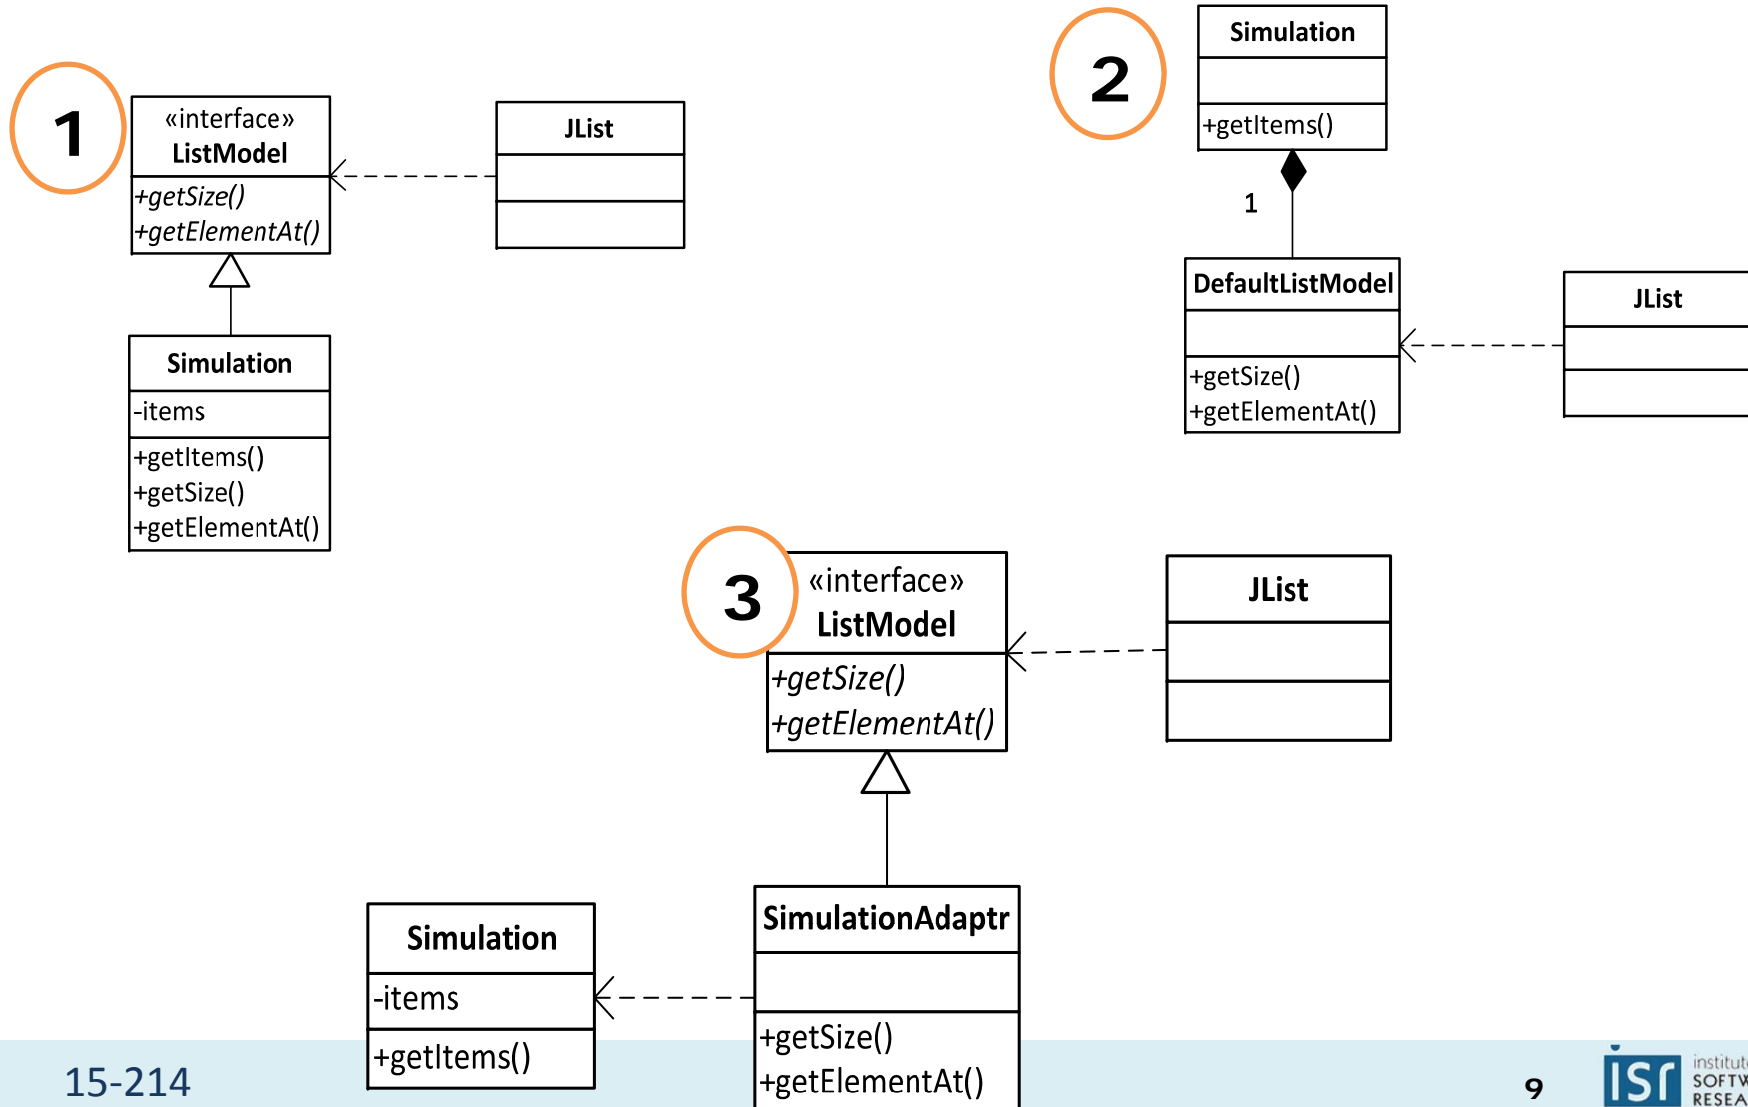 1
«interface»
ListModel
+getSize()
+getElementAt()
JList
Simulation
-items
+getItems()
+getSize()
+getElementAt()
2
Simulation
+getItems()
1
DefaultListModel
+getSize()
+getElementAt()
JList
3
«interface»
ListModel
+getSize()
+getElementAt()
JList
Simulation
-items
+getItems()
SimulationAdaptr
+getSize()
+getElementAt()
15-214
9
isr